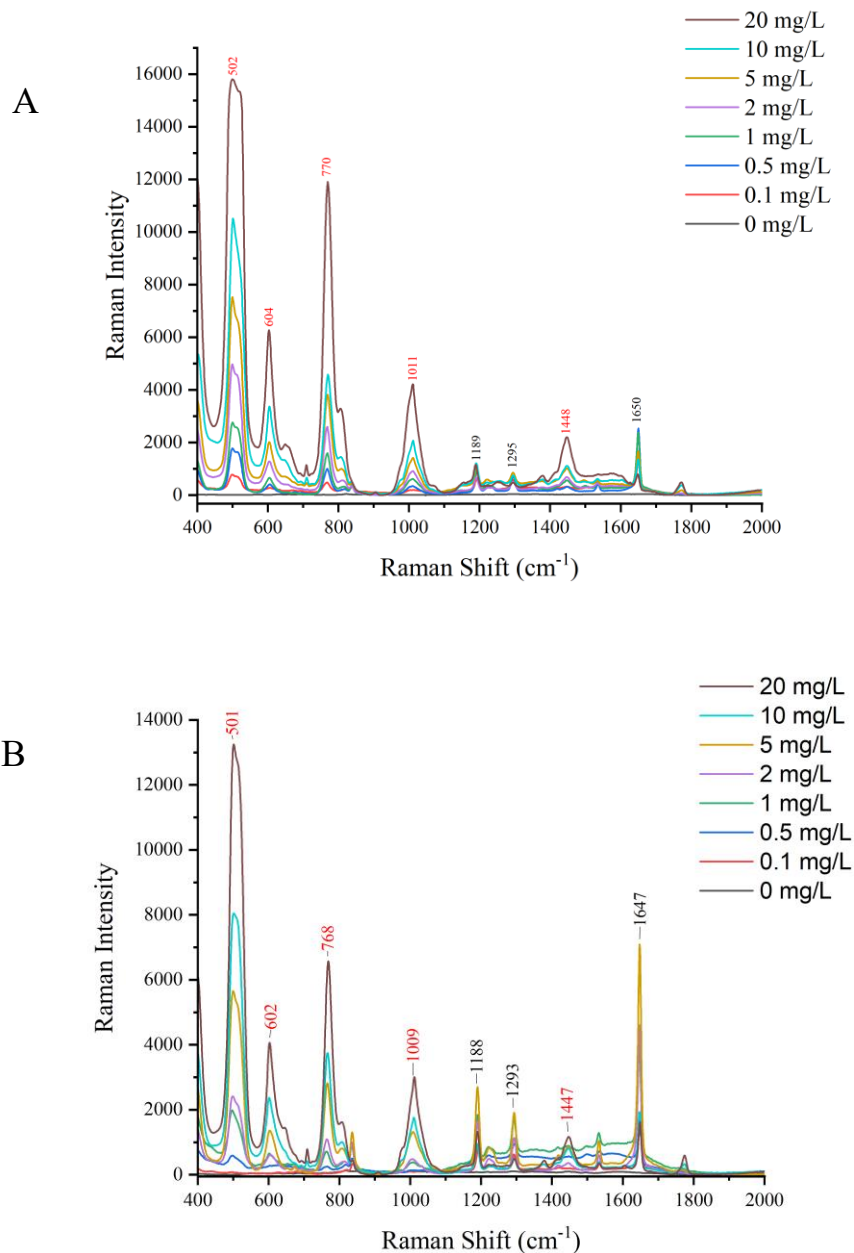 A
20 mg/L
10 mg/L
5 mg/L
2 mg/L
1 mg/L
0.5 mg/L
0.1 mg/L
0 mg/L
Raman Intensity
16000
14000
12000
10000
8000
6000
4000
2000
0
502
604
770
1011
1189
1295
1448
1650
400 600 800 1000 1200 1400 1600 1800 2000
Raman Shift (cm⁻¹)
B
20 mg/L
10 mg/L
5 mg/L
2 mg/L
1 mg/L
0.5 mg/L
0.1 mg/L
0 mg/L
Raman Intensity
14000
12000
10000
8000
6000
4000
2000
0
501
602
768
1009
1188
1293
1447
1647
400 600 800 1000 1200 1400 1600 1800 2000
Raman Shift (cm⁻¹)